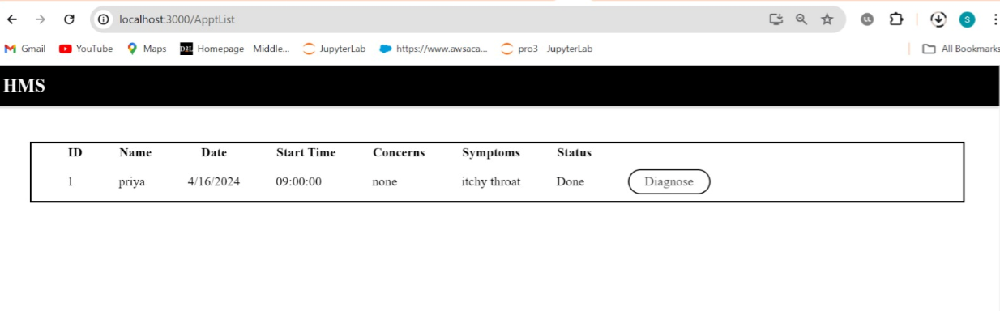 localhost:3000/ApptList
S
Gmail YouTube Maps D2L Homepage - Middle... JupyterLab https://www.awsaca... pro3 - JupyterLab All Bookmarks
HMS
ID Name Date Start Time Concerns Symptoms Status
1 priya 4/16/2024 09:00:00 none itchy throat Done Diagnose